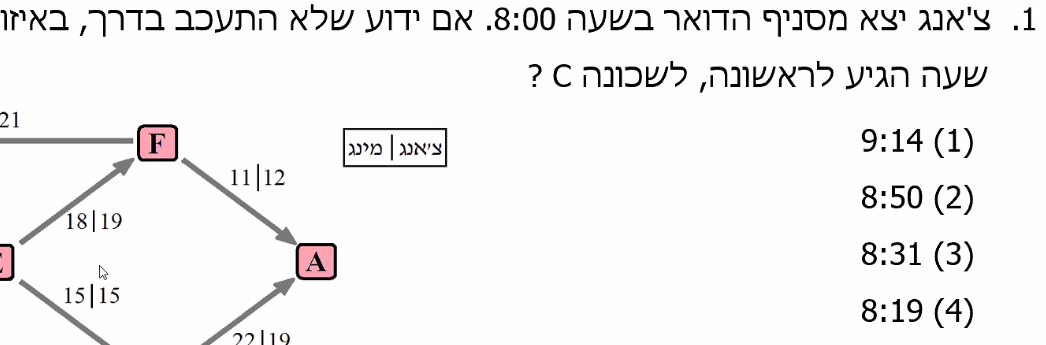 1. צ'אנג יצא מסניף הדואר בשעה 8:00. אם ידוע שלא התעכב בדרך, באיזו
שעה הגיע לראשונה, לשכונה C ?
(1) 9:14
(2) 8:50
(3) 8:31
(4) 8:19
21
F
צ'אנג | מינג
11|12
18|19
A
15|15
22|19